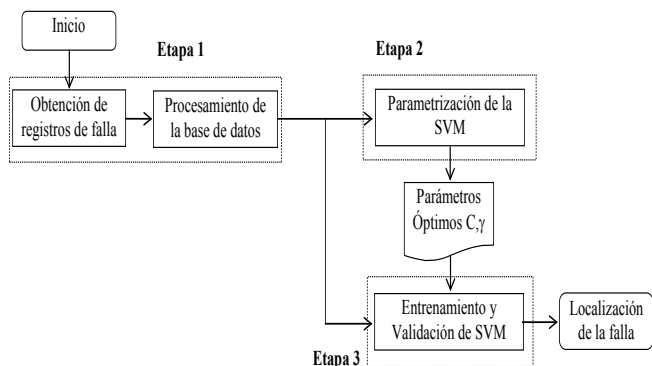 Inicio
Etapa 1
Obtención de
registros de falla
Procesamiento de
la base de datos
Etapa 2
Parametrización de la
SVM
Parámetros
Óptimos C,γ
Entrenamiento y
Validación de SVM
Etapa 3
Localización
de la falla